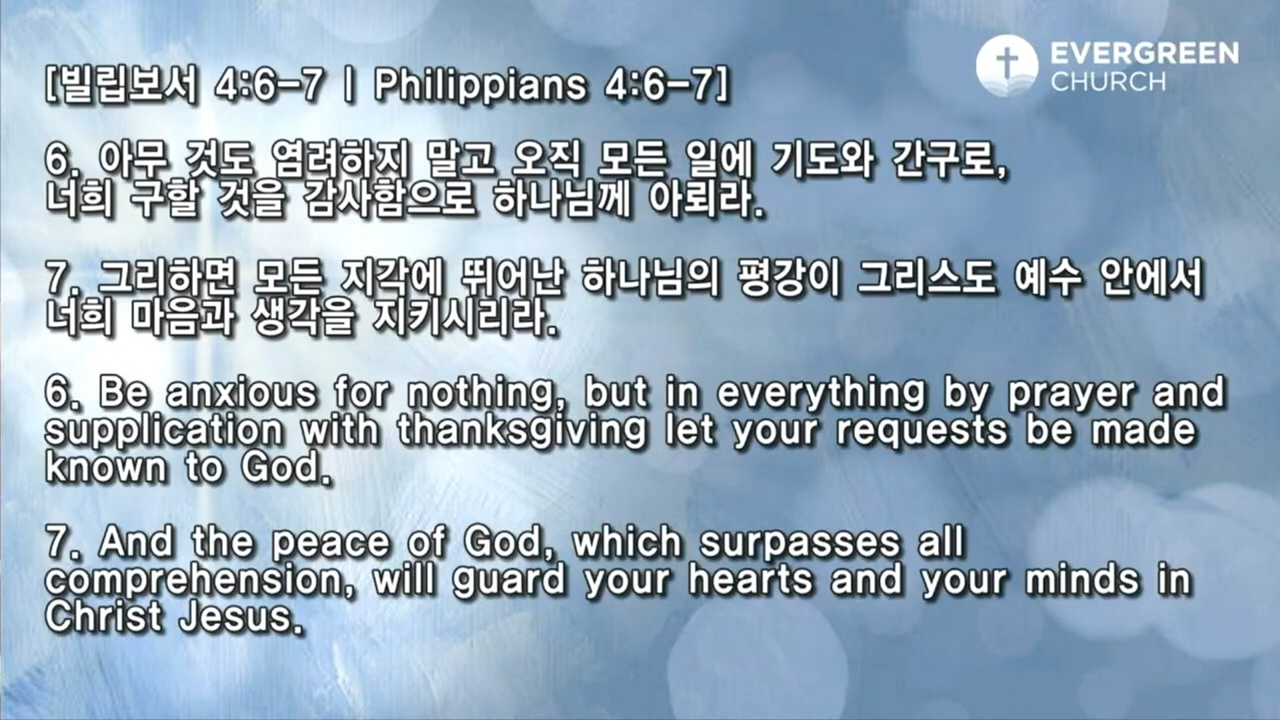 EVERGREEN
CHURCH
[빌립보서 4:6-7 | Philippians 4:6-7]
6. 아무 것도 염려하지 말고 오직 모든 일에 기도와 간구로,
너희 구할 것을 감사함으로 하나님께 아뢰라.
7. 그리하면 모든 지각에 뛰어난 하나님의 평강이 그리스도 예수 안에서
너희 마음과 생각을 지키시리라.
6. Be anxious for nothing, but in everything by prayer and
supplication with thanksgiving let your requests be made
known to God.
7. And the peace of God, which surpasses all
comprehension, will guard your hearts and your minds in
Christ Jesus.